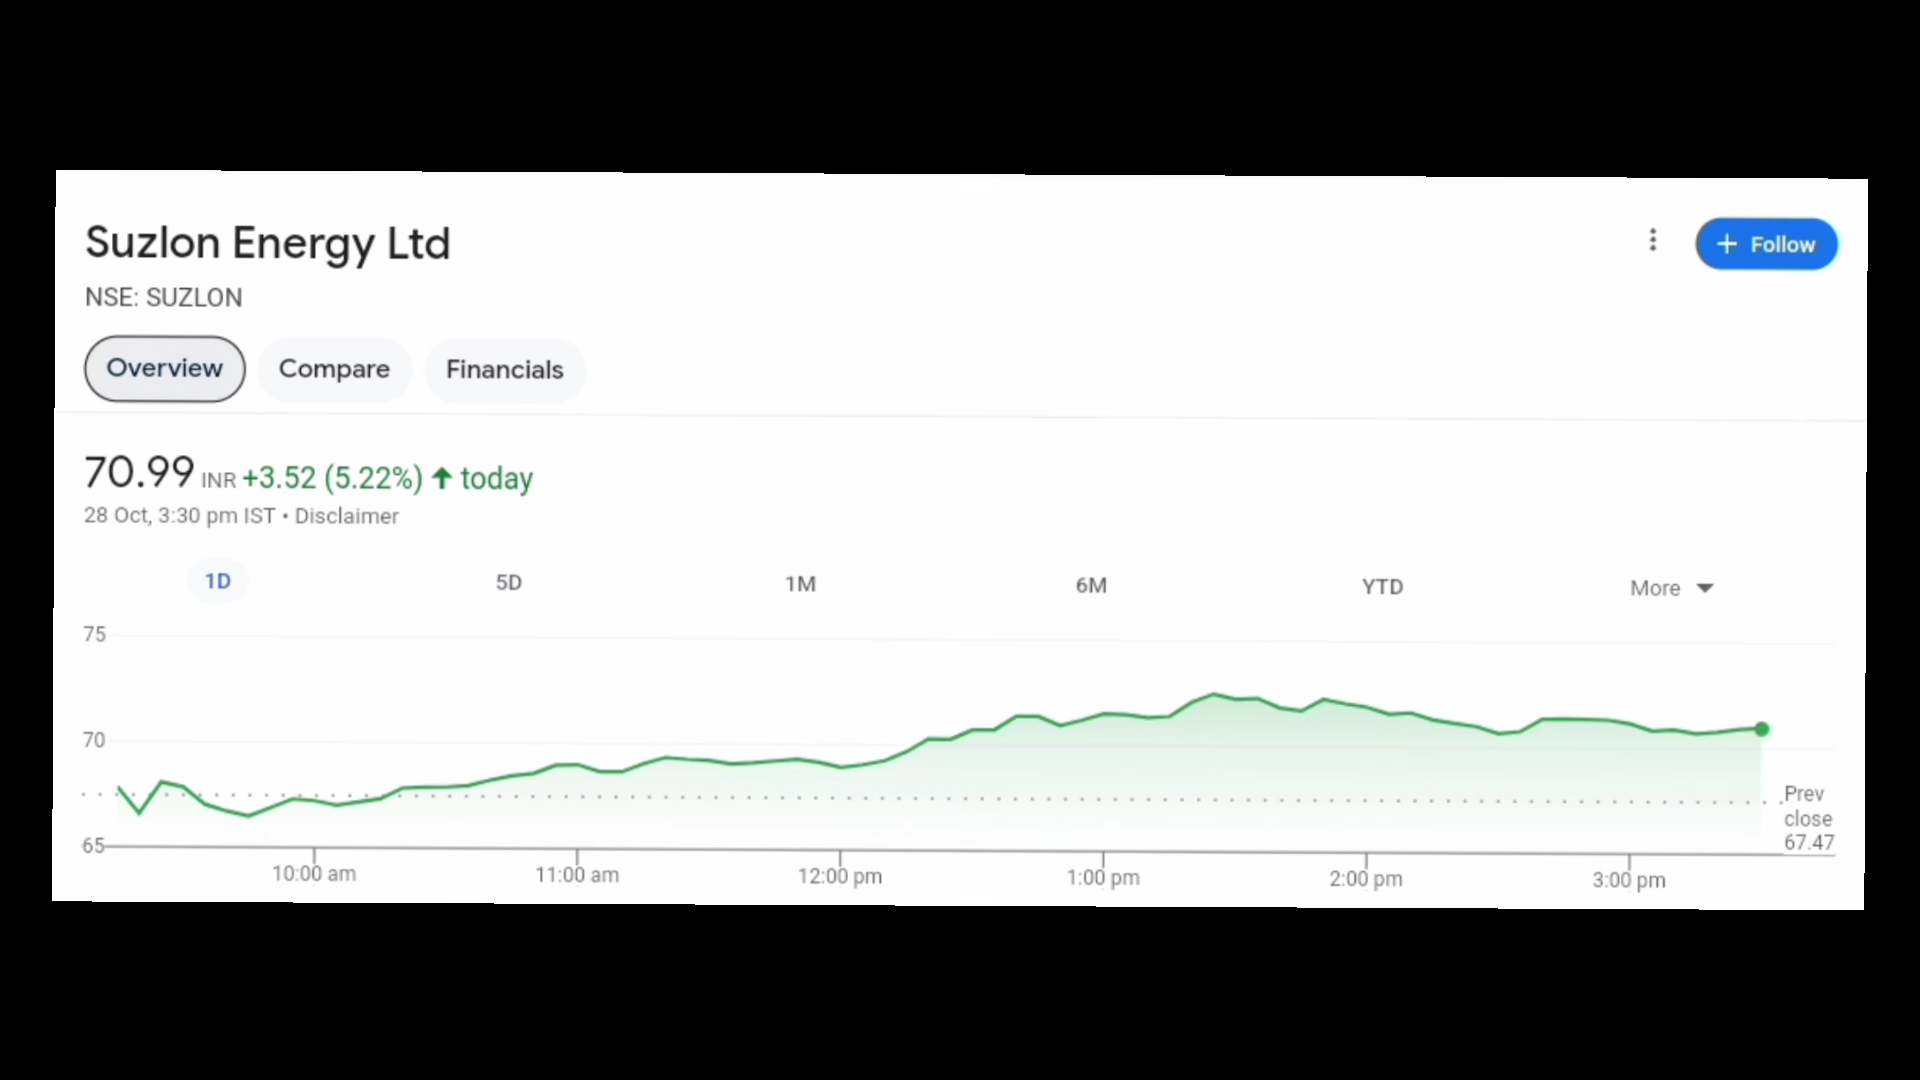 Suzlon Energy Ltd
+ Follow
NSE: SUZLON
Overview Compare Financials
70.99 INR +3.52 (5.22%) ↑ today
28 Oct, 3:30 pm IST • Disclaimer
1D 5D 1M 6M YTD More
75
70
65
Prev
close
67.47
10:00 am 11:00 am 12:00 pm 1:00 pm 2:00 pm 3:00 pm